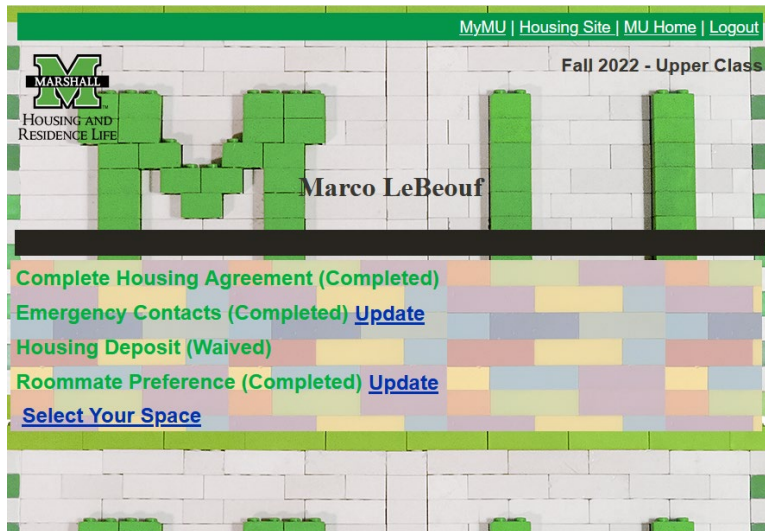 MyMU | Housing Site | MU Home | Logout
Fall 2022 - Upper Class
M
MARSHALL
HOUSING AND
RESIDENCE LIFE
Marco LeBeouf
Complete Housing Agreement (Completed)
Emergency Contacts (Completed) Update
Housing Deposit (Waived)
Roommate Preference (Completed) Update
Select Your Space